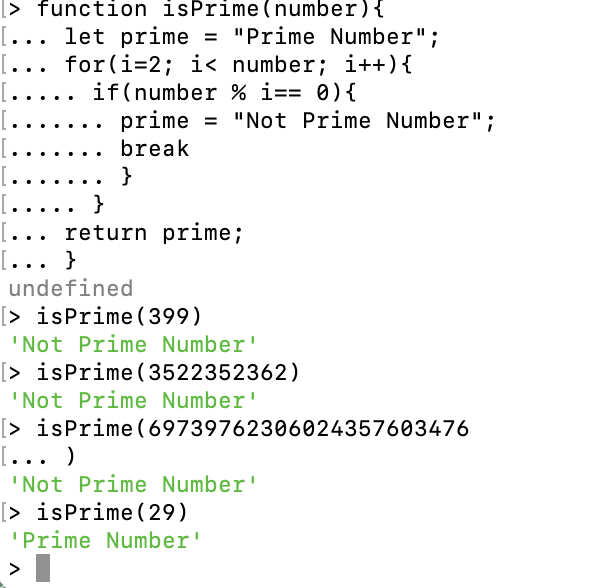 [> function isPrime(number){
[... let prime = "Prime Number";
[... for(i=2; i< number; i++){
[..... if(number % i== 0){
[....... prime = "Not Prime Number";
[....... break
[....... }
[..... }
[... return prime;
[... }
undefined
[> isPrime(399)
'Not Prime Number'
[> isPrime(3522352362)
'Not Prime Number'
[> isPrime(69739762306024357603476
[... )
'Not Prime Number'
[> isPrime(29)
'Prime Number'
>